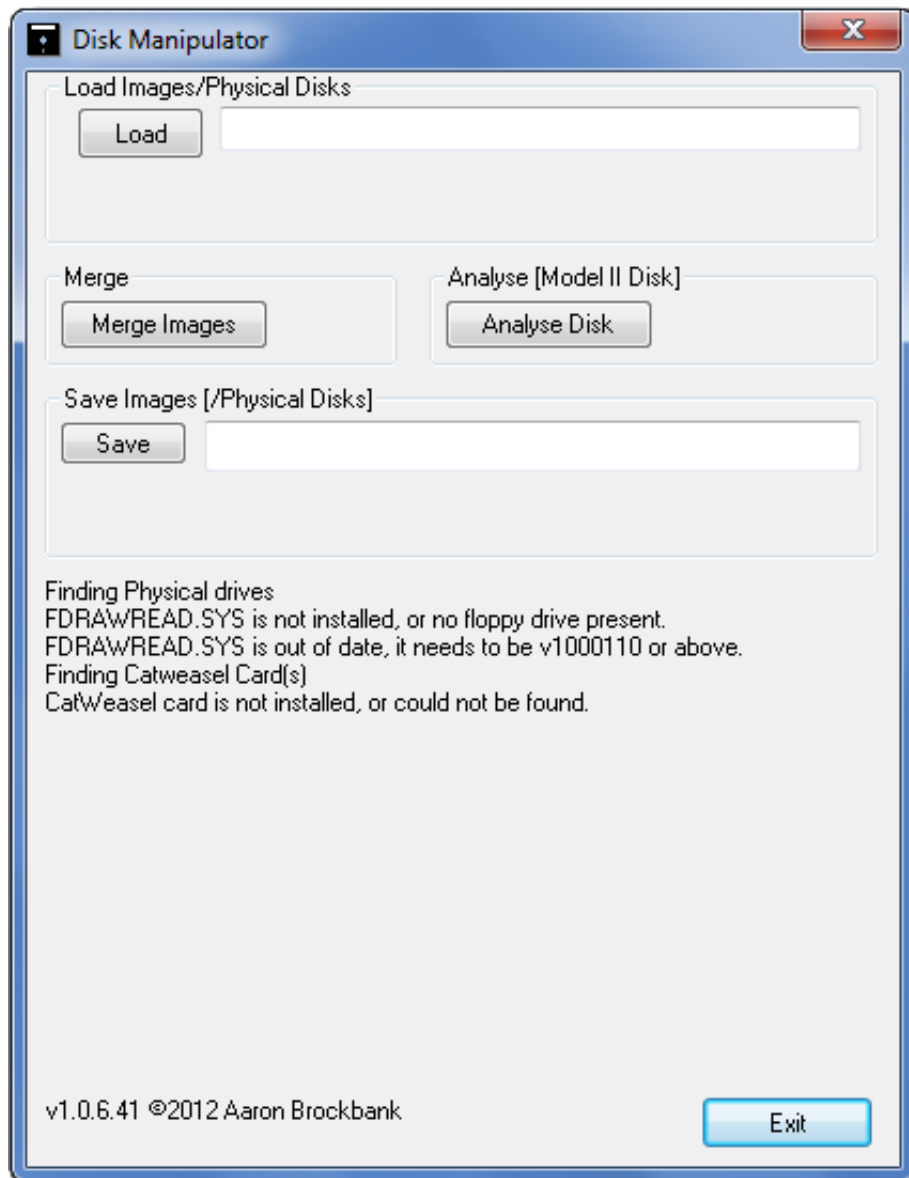 Disk Manipulator
Load Images/Physical Disks
Load
Merge
Analyse [Model II Disk]
Merge Images
Analyse Disk
Save Images [/Physical Disks]
Save
Finding Physical drives
FDRAWREAD.SYS is not installed, or no floppy drive present.
FDRAWREAD.SYS is out of date, it needs to be v1000110 or above.
Finding Catweasel Card(s)
CatWeasel card is not installed, or could not be found.
v1.0.6.41 ©2012 Aaron Brockbank
Exit